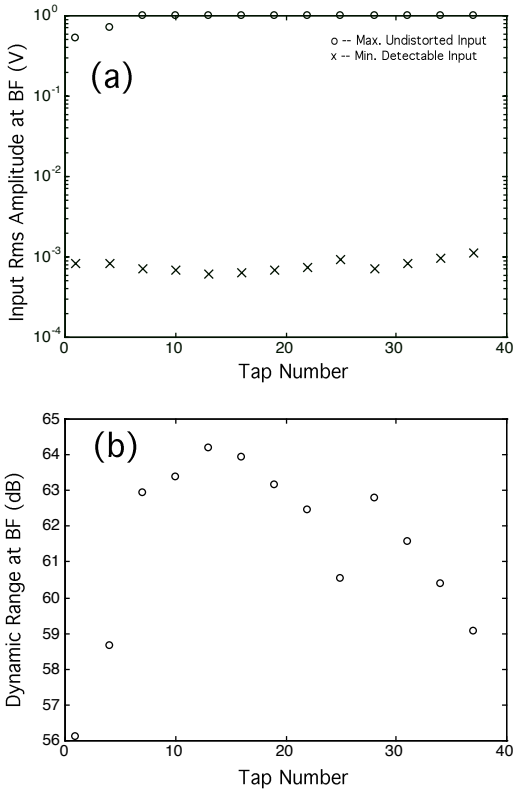 10^0
o -- Max. Undistorted Input
x -- Min. Detectable Input
(a)
10^-1
10^-2
10^-3
10^-4
Input Rms Amplitude at BF (V)
0 10 20 30 40
Tap Number
65
(b)
64
63
62
61
60
59
58
57
56
Dynamic Range at BF (dB)
0 10 20 30 40
Tap Number